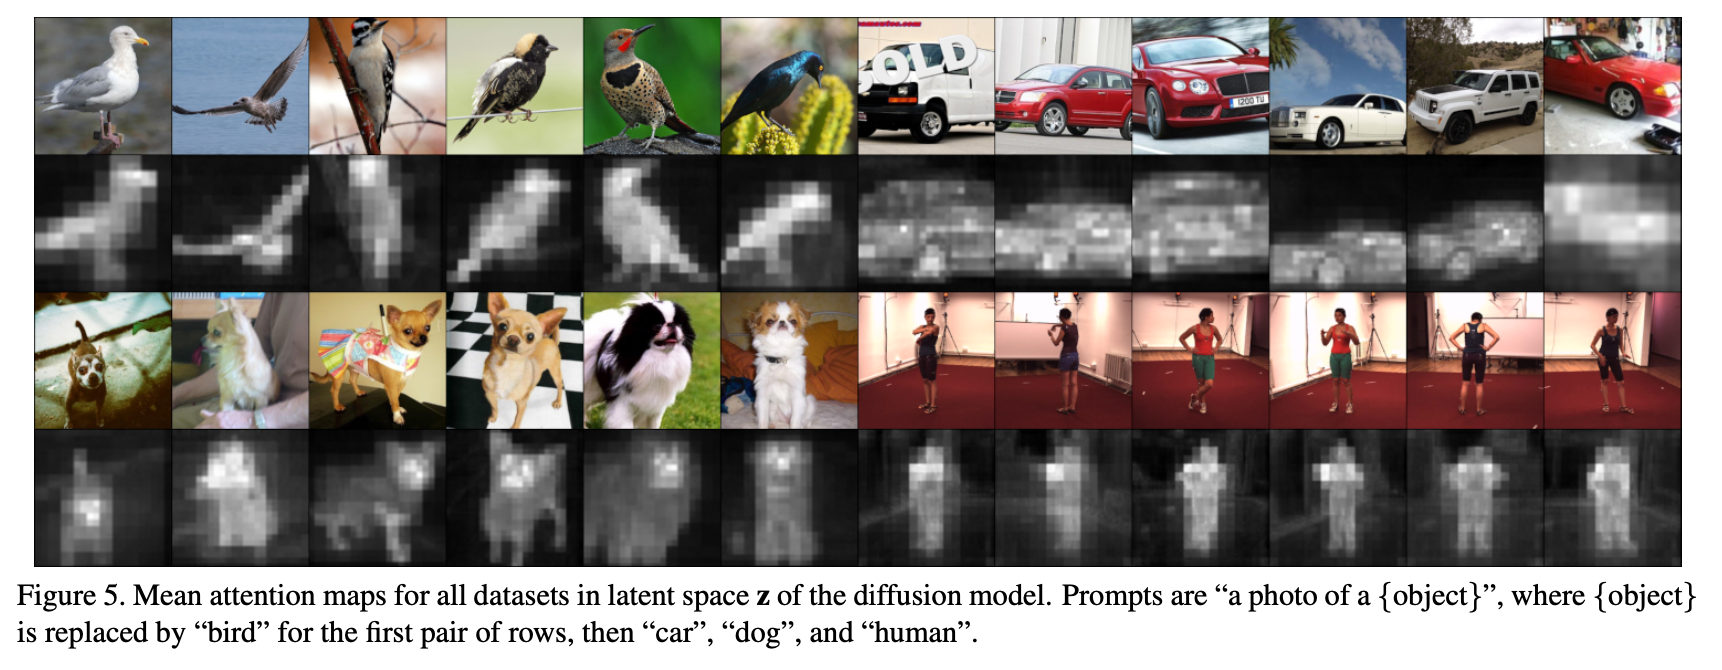 SOLD
1200 TU
Figure 5. Mean attention maps for all datasets in latent space z of the diffusion model. Prompts are “a photo of a {object}”, where {object}
is replaced by “bird” for the first pair of rows, then “car”, “dog”, and “human”.